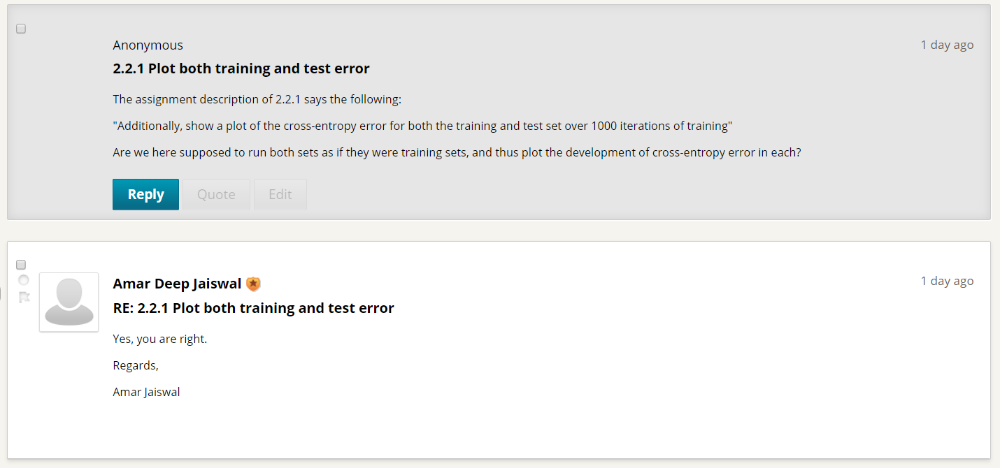 Anonymous
1 day ago
2.2.1 Plot both training and test error
The assignment description of 2.2.1 says the following:
"Additionally, show a plot of the cross-entropy error for both the training and test set over 1000 iterations of training"
Are we here supposed to run both sets as if they were training sets, and thus plot the development of cross-entropy error in each?
Reply Quote Edit
Amar Deep Jaiswal
1 day ago
RE: 2.2.1 Plot both training and test error
Yes, you are right.
Regards,
Amar Jaiswal